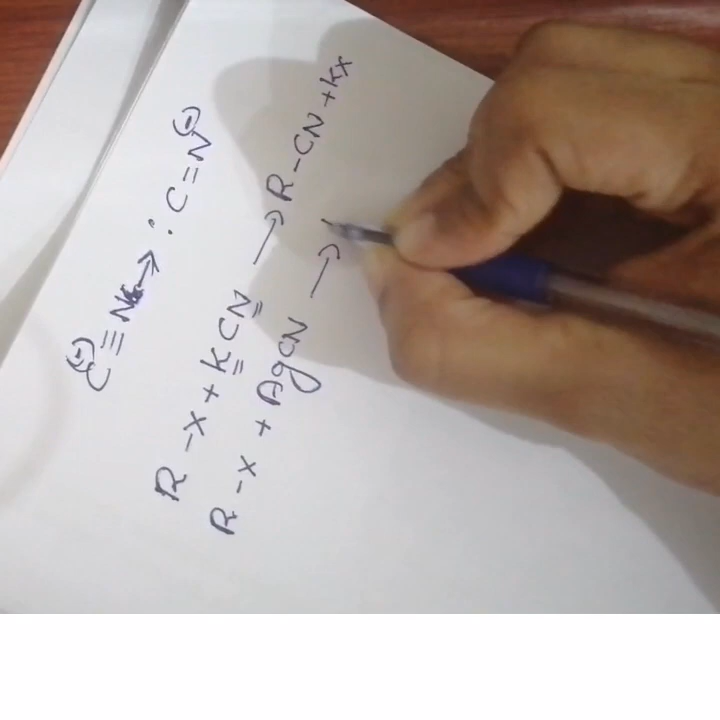 (-)C≡N → :C=N(-)
R-x + KCN → R-CN + kx
R-x + AgCN →